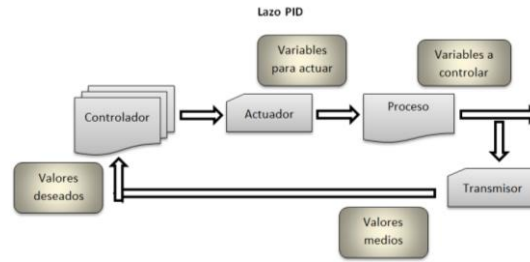 Lazo PID
Variables
para actuar
Variables a
controlar
Controlador
Actuador
Proceso
Valores
deseados
Transmisor
Valores
medios